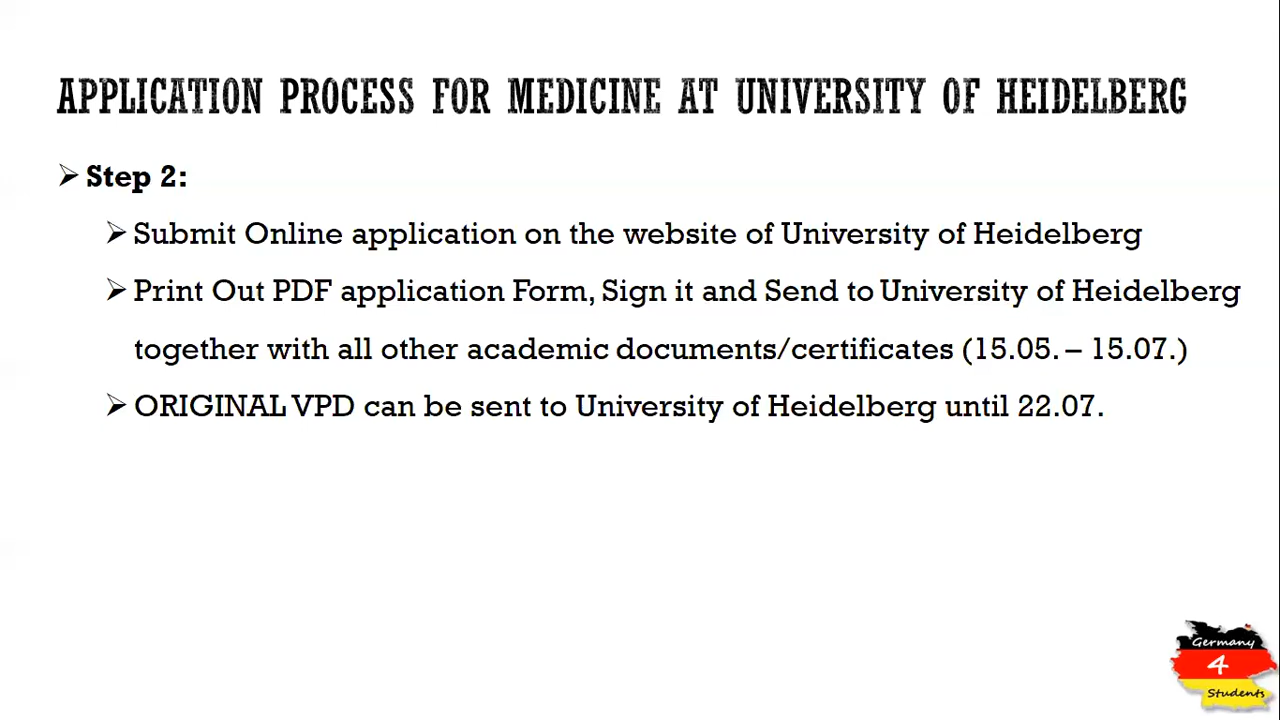 APPLICATION PROCESS FOR MEDICINE AT UNIVERSITY OF HEIDELBERG
Step 2:
Submit Online application on the website of University of Heidelberg
Print Out PDF application Form, Sign it and Send to University of Heidelberg
together with all other academic documents/certificates (15.05. – 15.07.)
ORIGINAL VPD can be sent to University of Heidelberg until 22.07.
Germany
4
Students